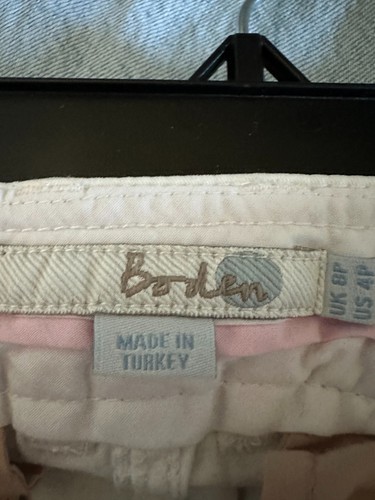 Boden
UK 8P
US 4P
MADE IN
TURKEY